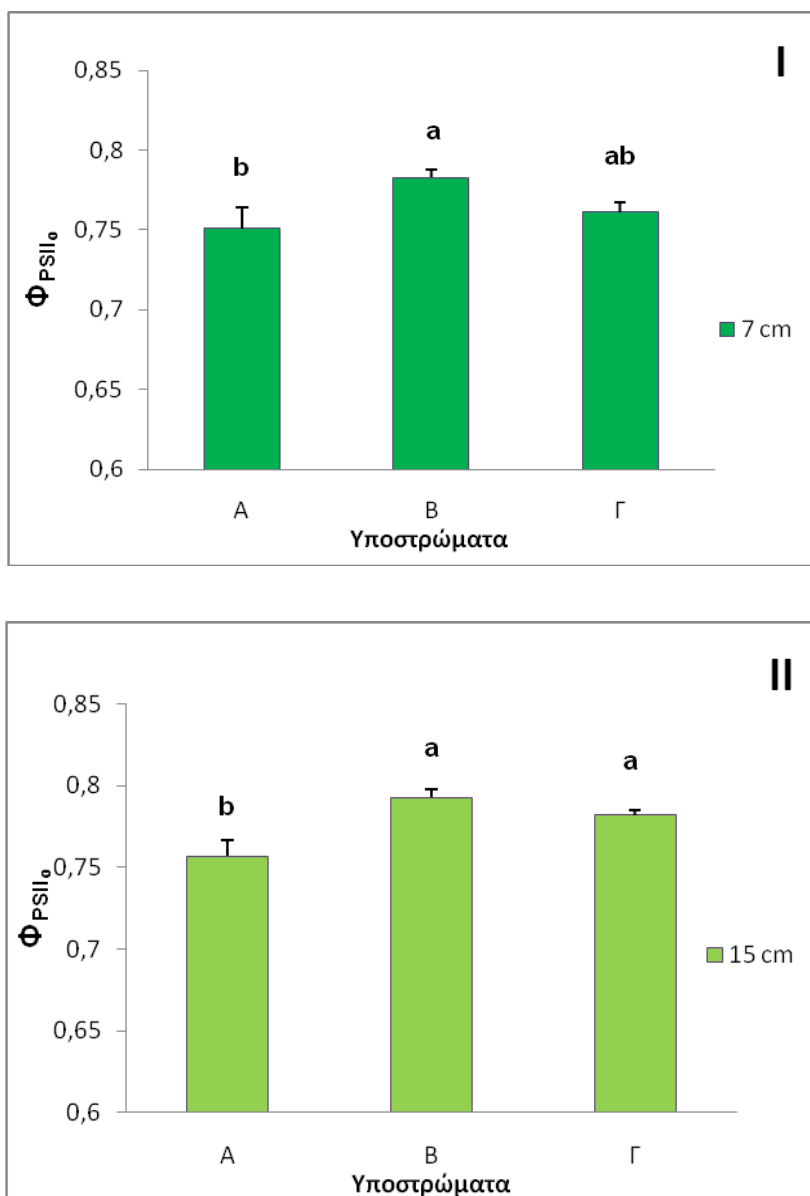 I
0,85
0,8
0,75
0,7
0,65
0,6
ΦPSIIo
b
a
ab
7 cm
Α
Β
Γ
Υποστρώματα
II
0,85
0,8
0,75
0,7
0,65
0,6
ΦPSIIo
b
a
a
15 cm
Α
Β
Γ
Υποστρώματα